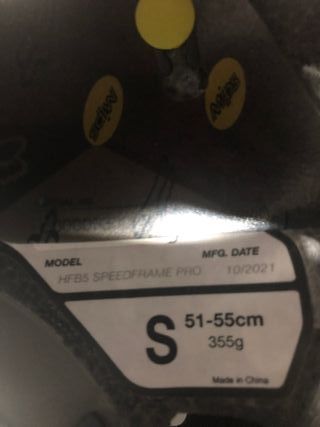 MODEL
HFB5 SPEEDFRAME PRO
MFG. DATE
10/2021
S
51-55cm
355g
Made in China